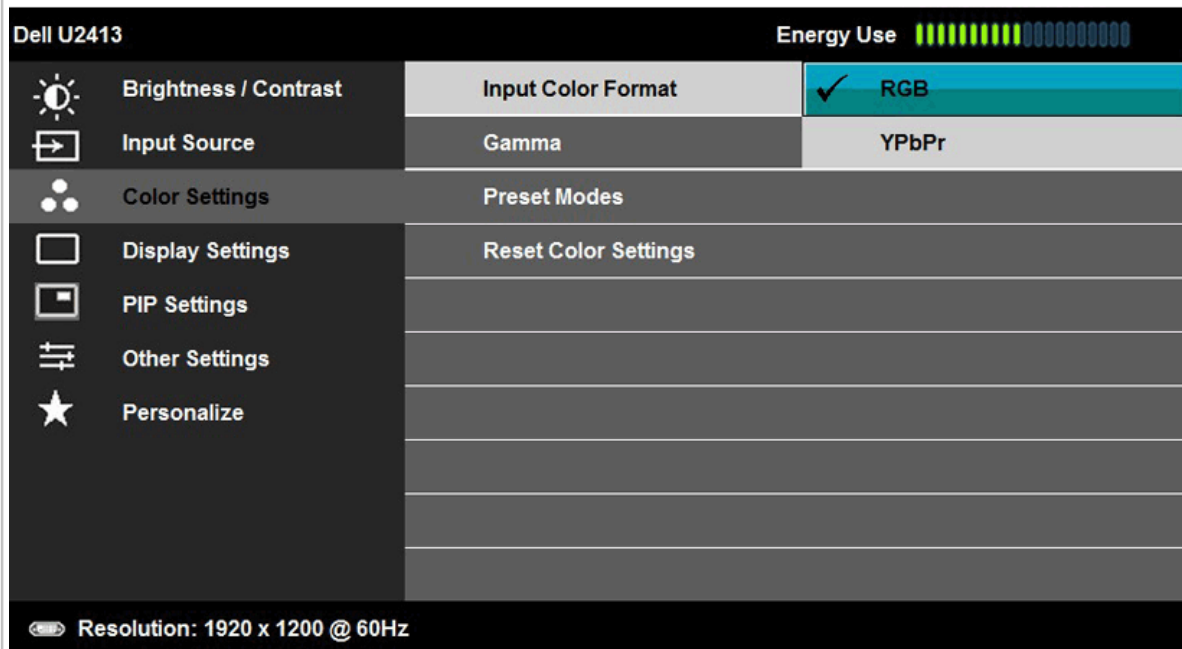 Dell U2413
Energy Use
Brightness / Contrast
Input Source
Color Settings
Display Settings
PIP Settings
Other Settings
Personalize
Input Color Format
Gamma
Preset Modes
Reset Color Settings
RGB
YPbPr
Resolution: 1920 x 1200 @ 60Hz